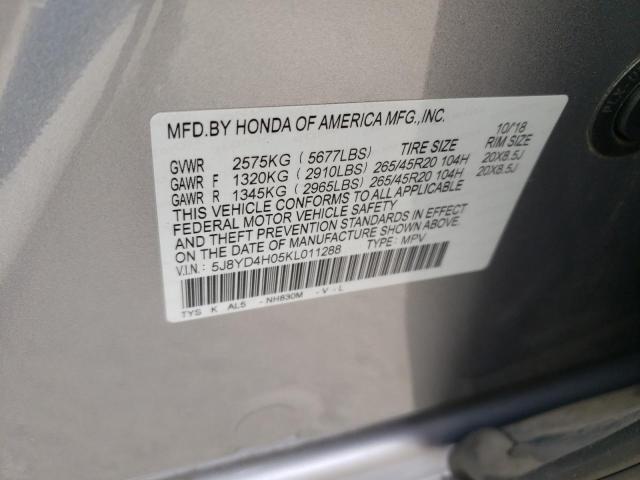 MFD.BY HONDA OF AMERICA MFG.,INC. 10/'18
GVWR 2575KG (5677LBS) TIRE SIZE RIM SIZE
GAWR F 1320KG (2910LBS) 265/45R20 104H 20X8.5J
GAWR R 1345KG (2965LBS) 265/45R20 104H 20X8.5J
THIS VEHICLE CONFORMS TO ALL APPLICABLE
FEDERAL MOTOR VEHICLE SAFETY
AND THEFT PREVENTION STANDARDS IN EFFECT
ON THE DATE OF MANUFACTURE SHOWN ABOVE.
V.I.N.: 5J8YD4H05KL011288 TYPE: MPV
TYS K AL5 -NH830M -V-L